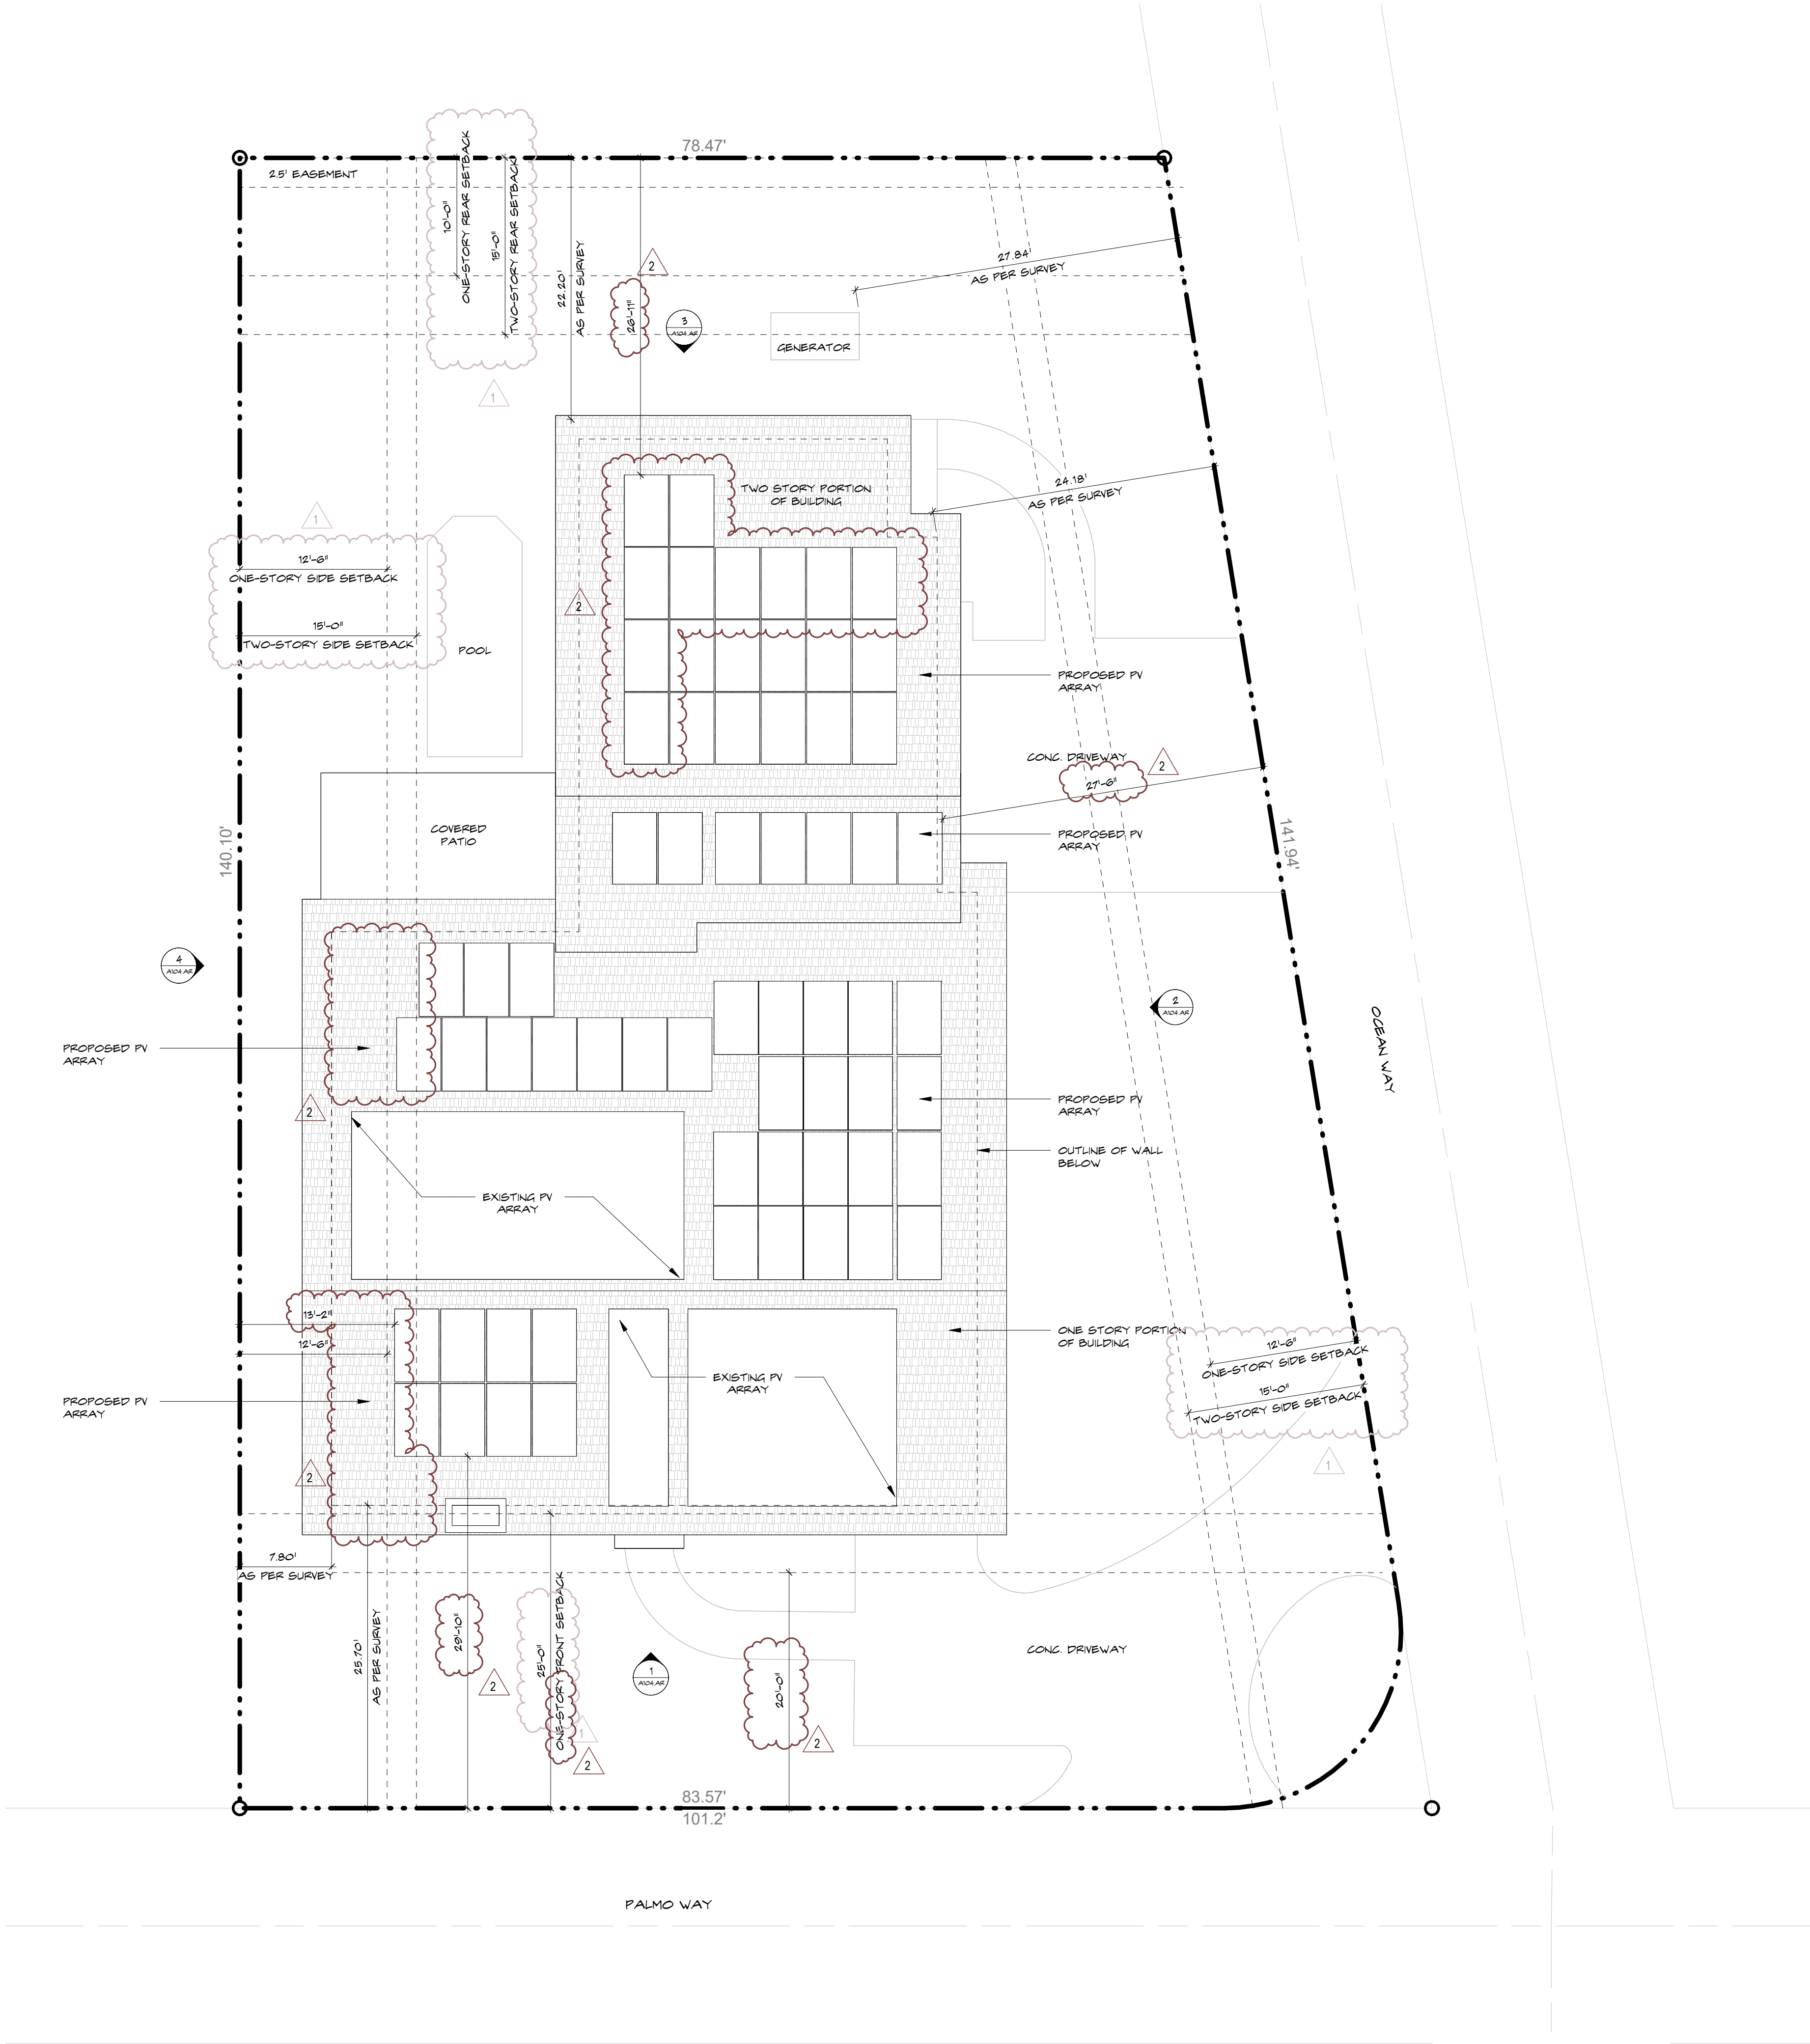 78.47'
2.5' EASEMENT
10'-0"
ONE-STORY REAR SETBACK
15'-0"
TWO-STORY REAR SETBACK
22.20'
AS PER SURVEY
26'-11"
2
3
A104.AR
GENERATOR
27.84'
AS PER SURVEY
1
1
12'-6"
ONE-STORY SIDE SETBACK
15'-0"
TWO-STORY SIDE SETBACK
POOL
TWO STORY PORTION
OF BUILDING
24.18'
AS PER SURVEY
2
PROPOSED PV
ARRAY
CONC. DRIVEWAY
27'-6"
2
PROPOSED PV
ARRAY
COVERED
PATIO
140.10'
141.94'
4
A104.AR
2
A104.AR
OCEAN WAY
PROPOSED PV
ARRAY
2
PROPOSED PV
ARRAY
OUTLINE OF WALL
BELOW
EXISTING PV
ARRAY
13'-2"
12'-6"
ONE STORY PORTION
OF BUILDING
12'-6"
ONE-STORY SIDE SETBACK
15'-0"
TWO-STORY SIDE SETBACK
1
PROPOSED PV
ARRAY
EXISTING PV
ARRAY
2
7.80'
AS PER SURVEY
25.70'
AS PER SURVEY
29'-10"
2
25'-0"
ONE-STORY FRONT SETBACK
1
2
1
A104.AR
20'-0"
2
CONC. DRIVEWAY
83.57'
101.2'
PALMO WAY